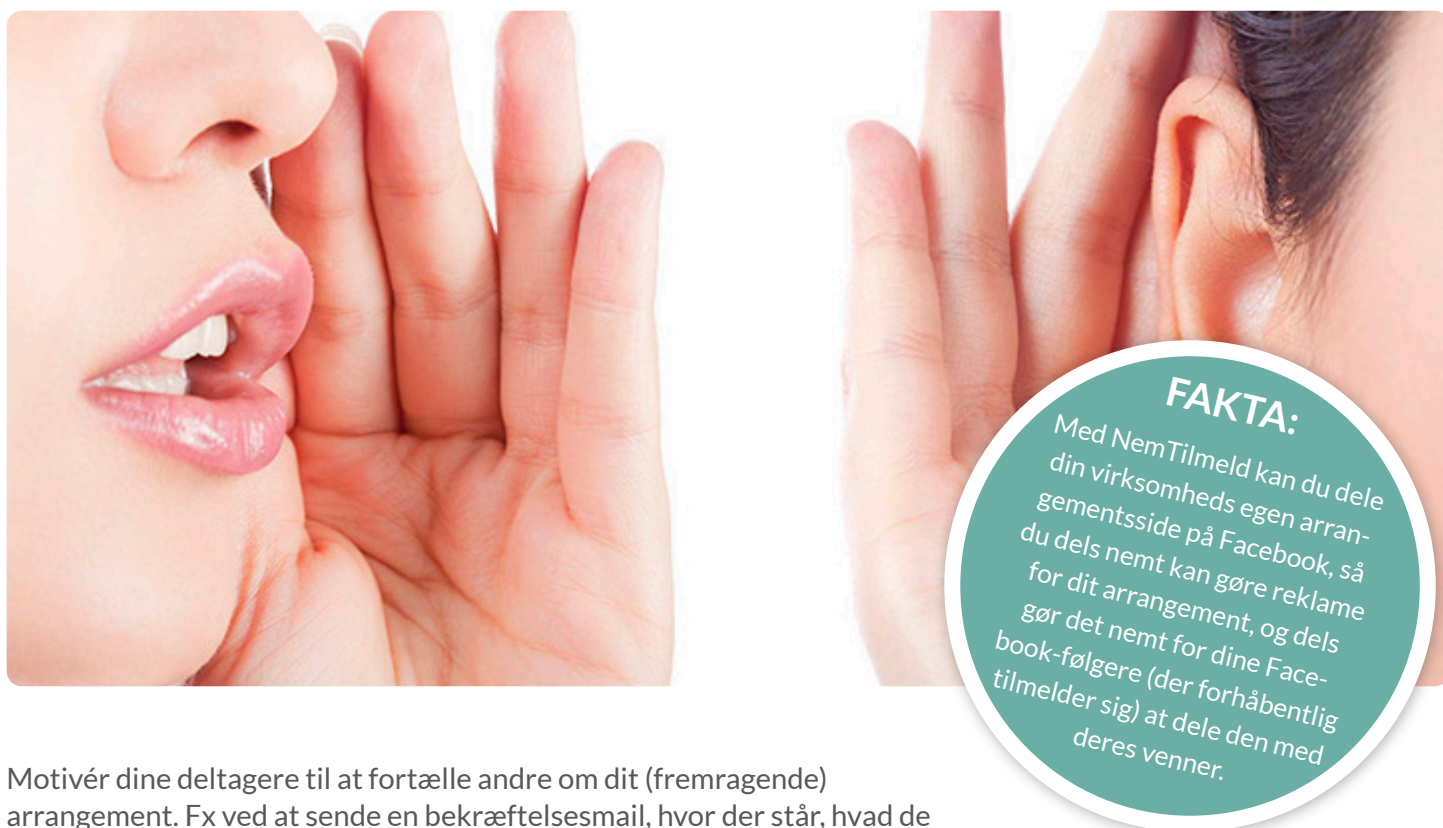 FAKTA:
Med NemTilmeld kan du dele
din virksomheds egen arran-
gementsside på Facebook, så
du dels nemt kan gøre reklame
for dit arrangement, og dels
gør det nemt for dine Face-
book-følgere (der forhåbentlig
tilmelder sig) at dele den med
deres venner.
Motivér dine deltagere til at fortælle andre om dit (fremragende)
arrangement. Fx ved at sende en bekræftelsesmail, hvor der står, hvad de